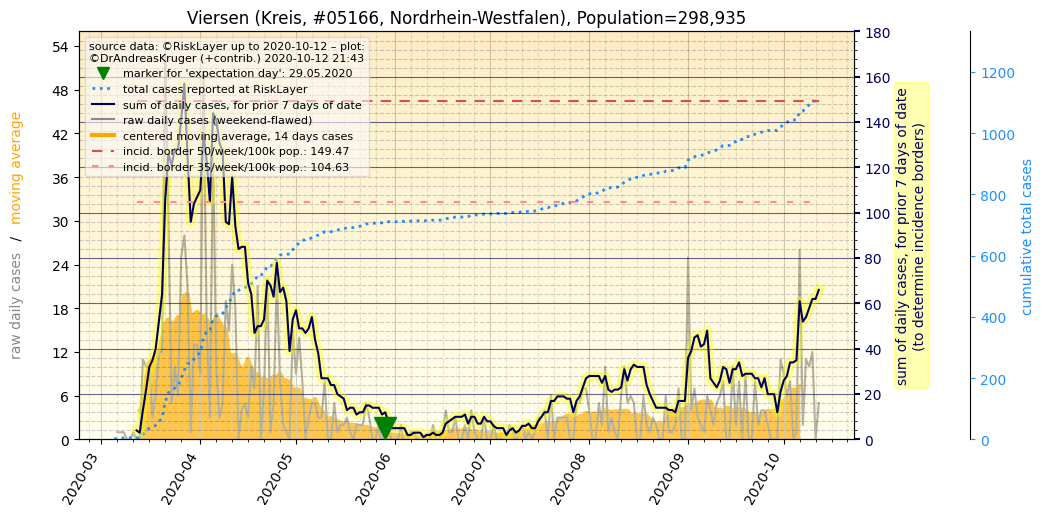 Viersen (Kreis, #05166, Nordrhein-Westfalen), Population=298,935
source data: ©RiskLayer up to 2020-10-12 – plot:
©DrAndreasKruger (+contrib.) 2020-10-12 21:43
marker for 'expectation day': 29.05.2020
total cases reported at RiskLayer
sum of daily cases, for prior 7 days of date
raw daily cases (weekend-flawed)
centered moving average, 14 days cases
incid. border 50/week/100k pop.: 149.47
incid. border 35/week/100k pop.: 104.63
raw daily cases / moving average
54
48
42
36
30
24
18
12
6
0
2020-03
2020-04
2020-05
2020-06
2020-07
2020-08
2020-09
2020-10
180
160
140
120
100
80
60
40
20
0
sum of daily cases, for prior 7 days of date
(to determine incidence borders)
1200
1000
800
600
400
200
0
cumulative total cases